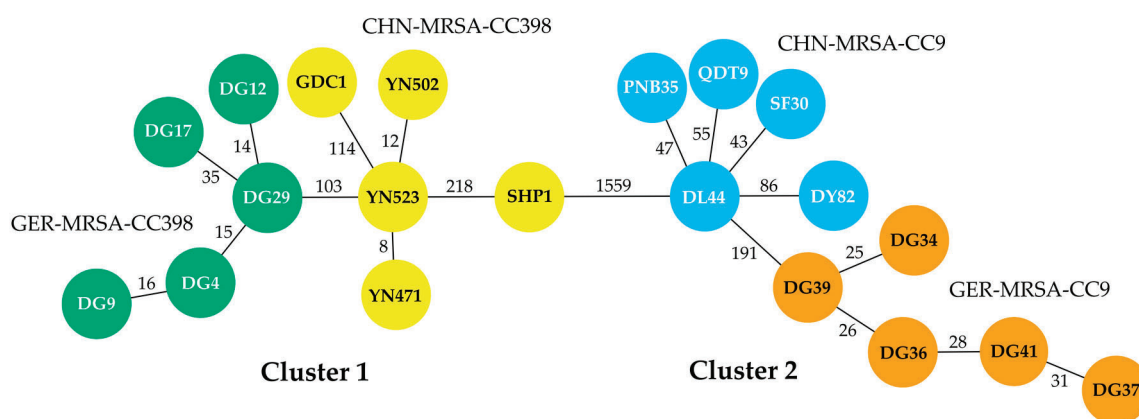 CHN-MRSA-CC398
CHN-MRSA-CC9
GDC1
YN502
DG12
DG17
PNB35
QDT9
SF30
14
35
114
12
47
55
43
DG29
103
YN523
218
SHP1
1559
DL44
86
DY82
GER-MRSA-CC398
15
8
191
25
DG34
DG9
16
DG4
YN471
DG39
GER-MRSA-CC9
26
DG36
28
DG41
31
DG37
Cluster 1
Cluster 2